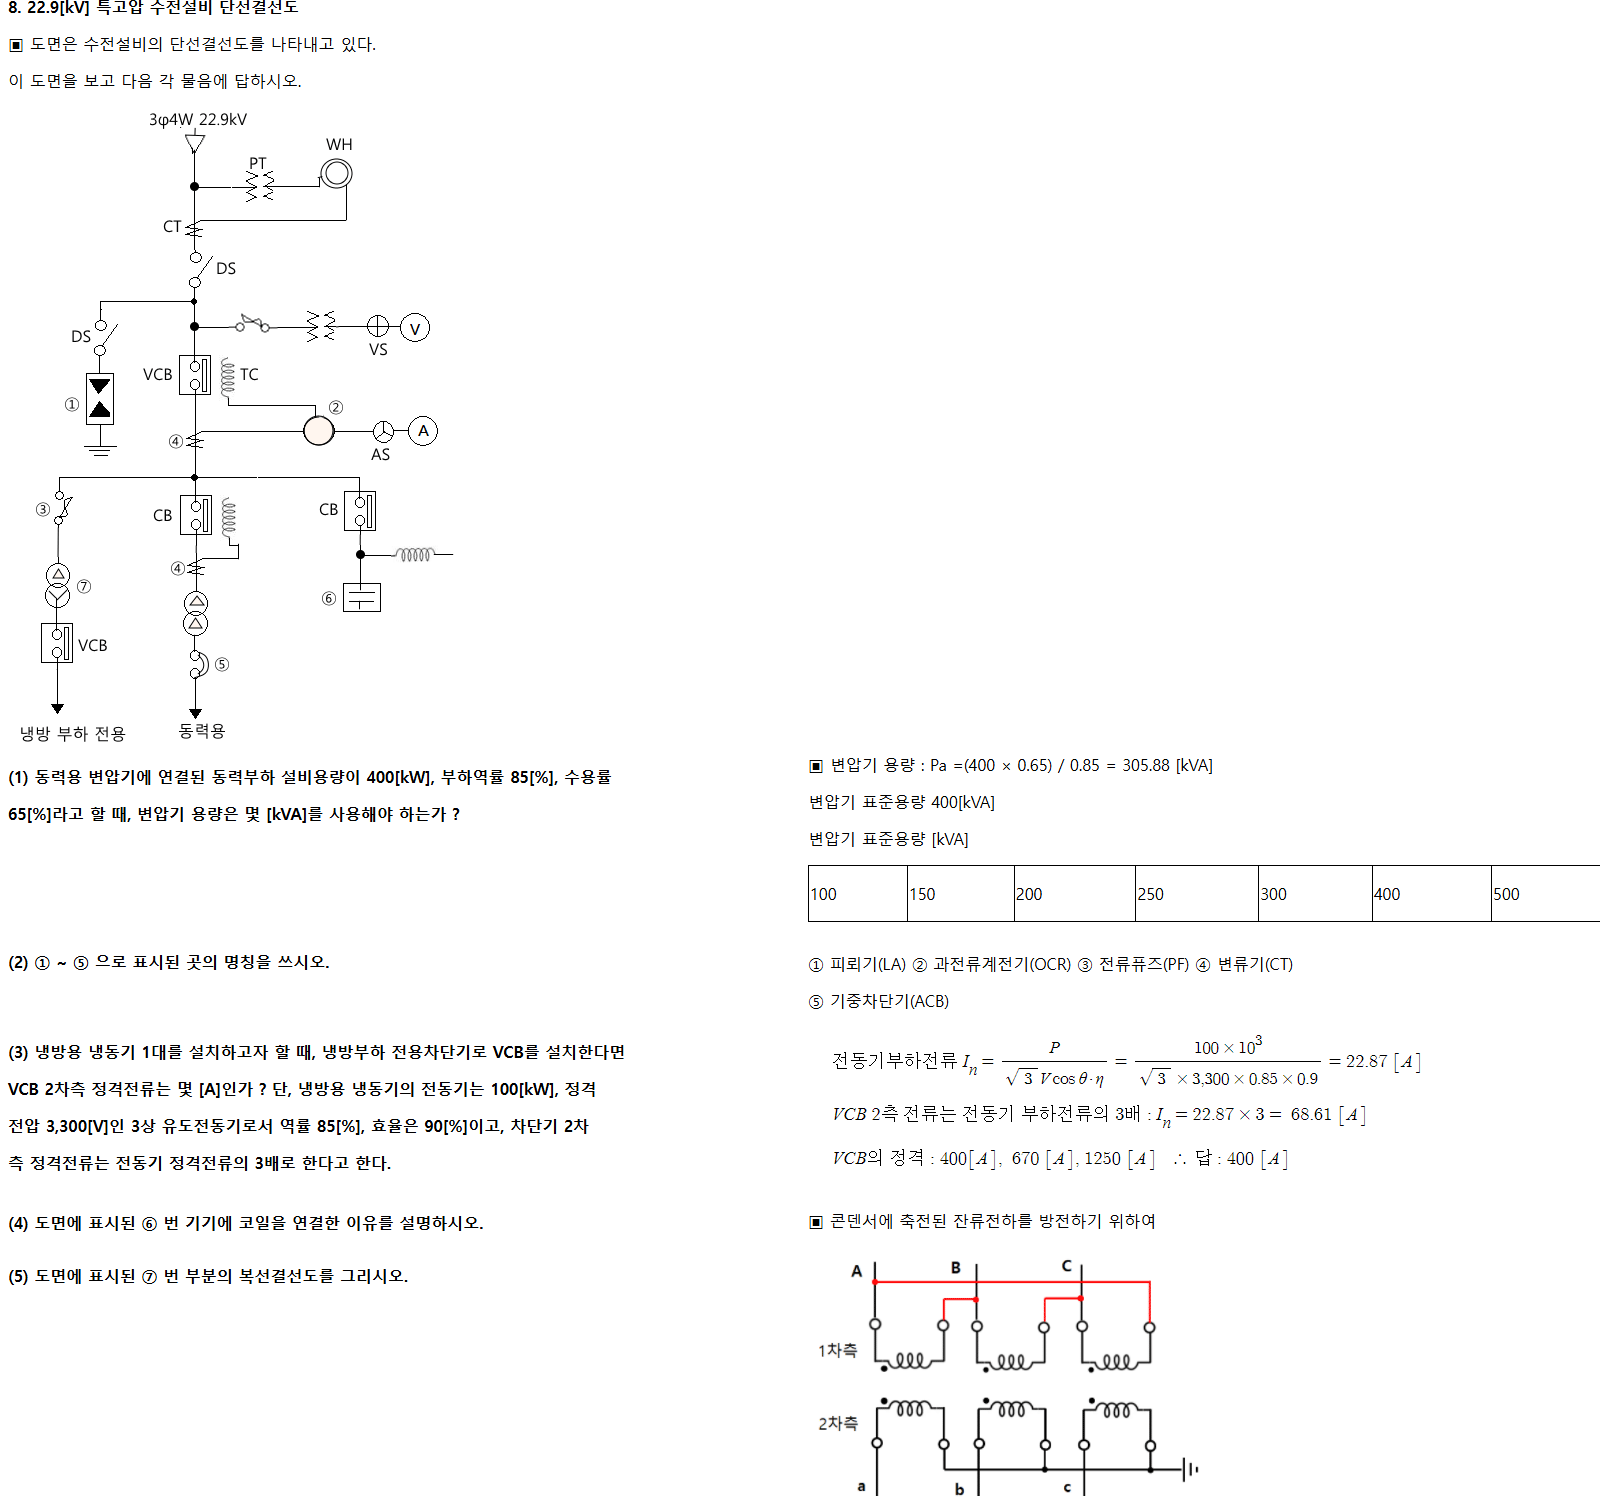 8. 22.9[kV] 특고압 수전설비 단선결선도
▣ 도면은 수전설비의 단선결선도를 나타내고 있다.
이 도면을 보고 다음 각 물음에 답하시오.
3φ4W 22.9kV
WH
PT
CT
DS
DS
V
VS
VCB
TC
①
②
④
A
AS
③
CB
CB
④
⑦
⑥
VCB
⑤
냉방 부하 전용
동력용
(1) 동력용 변압기에 연결된 동력부하 설비용량이 400[kW], 부하역률 85[%], 수용률
65[%]라고 할 때, 변압기 용량은 몇 [kVA]를 사용해야 하는가 ?
▣ 변압기 용량 : Pa =(400 × 0.65) / 0.85 = 305.88 [kVA]
변압기 표준용량 400[kVA]
변압기 표준용량 [kVA]
100 150 200 250 300 400 500
(2) ① ~ ⑤ 으로 표시된 곳의 명칭을 쓰시오.
① 피뢰기(LA) ② 과전류계전기(OCR) ③ 전류퓨즈(PF) ④ 변류기(CT)
⑤ 기중차단기(ACB)
(3) 냉방용 냉동기 1대를 설치하고자 할 때, 냉방부하 전용차단기로 VCB를 설치한다면
VCB 2차측 정격전류는 몇 [A]인가 ? 단, 냉방용 냉동기의 전동기는 100[kW], 정격
전압 3,300[V]인 3상 유도전동기로서 역률 85[%], 효율은 90[%]이고, 차단기 2차
측 정격전류는 전동기 정격전류의 3배로 한다고 한다.
전동기부하전류 Iₙ = P / (√3 V cos θ · η) = 100 × 10³ / (√3 × 3,300 × 0.85 × 0.9) = 22.87 [A]
VCB 2측 전류는 전동기 부하전류의 3배 : Iₙ = 22.87 × 3 = 68.61 [A]
VCB의 정격 : 400[A], 670 [A], 1250 [A] ∴ 답 : 400 [A]
(4) 도면에 표시된 ⑥ 번 기기에 코일을 연결한 이유를 설명하시오.
▣ 콘덴서에 축전된 잔류전하를 방전하기 위하여
(5) 도면에 표시된 ⑦ 번 부분의 복선결선도를 그리시오.
A B C
1차측
2차측
a b c